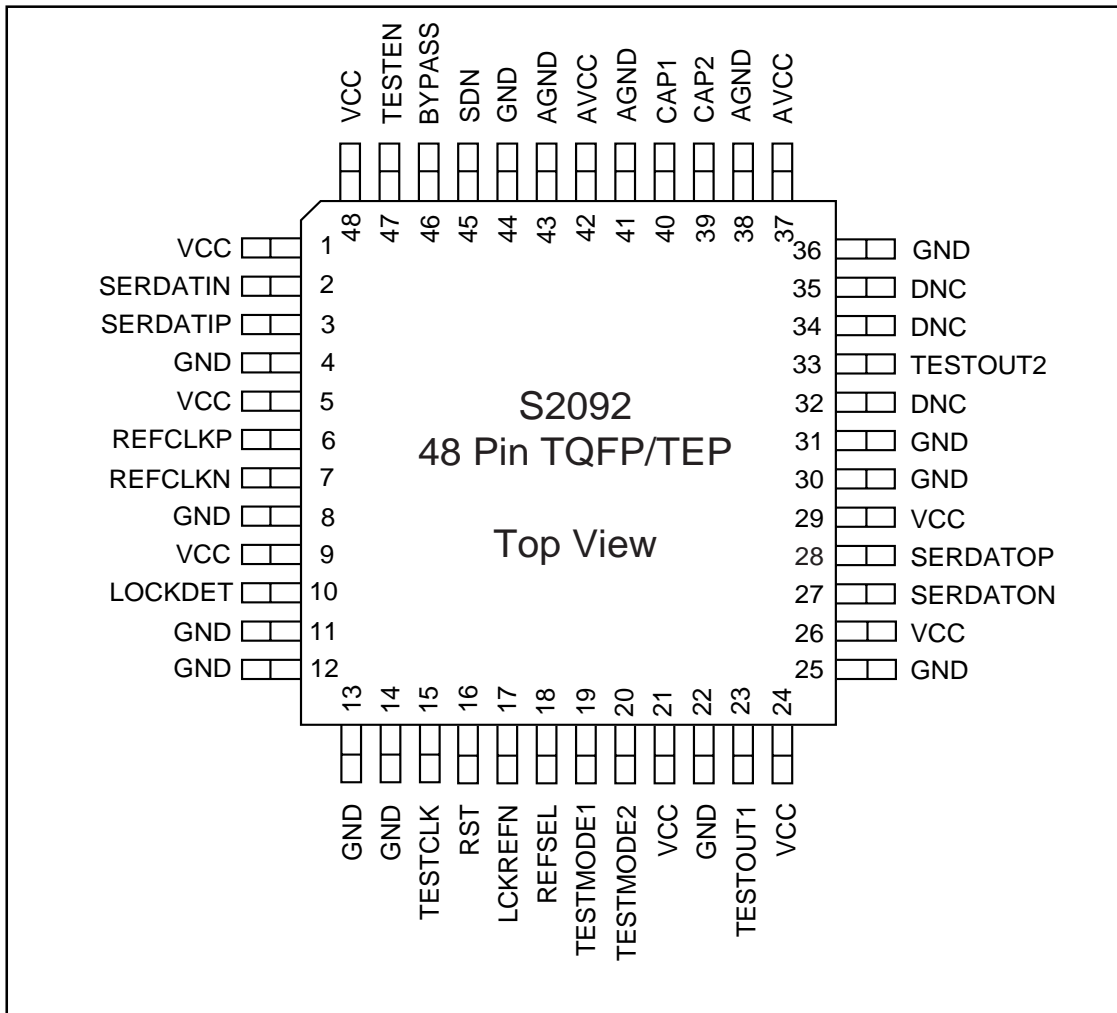 VCC
TESTEN
BYPASS
SDN
GND
AGND
AVCC
AGND
CAP1
CAP2
AGND
AVCC
48
47
46
45
44
43
42
41
40
39
38
37
VCC 1
SERDATIN 2
SERDATIP 3
GND 4
VCC 5
REFCLKP 6
REFCLKN 7
GND 8
VCC 9
LOCKDET 10
GND 11
GND 12
S2092
48 Pin TQFP/TEP
Top View
36 GND
35 DNC
34 DNC
33 TESTOUT2
32 DNC
31 GND
30 GND
29 VCC
28 SERDATOP
27 SERDATON
26 VCC
25 GND
13
14
15
16
17
18
19
20
21
22
23
24
GND
GND
TESTCLK
RST
LCKREFN
REFSEL
TESTMODE1
TESTMODE2
VCC
GND
TESTOUT1
VCC